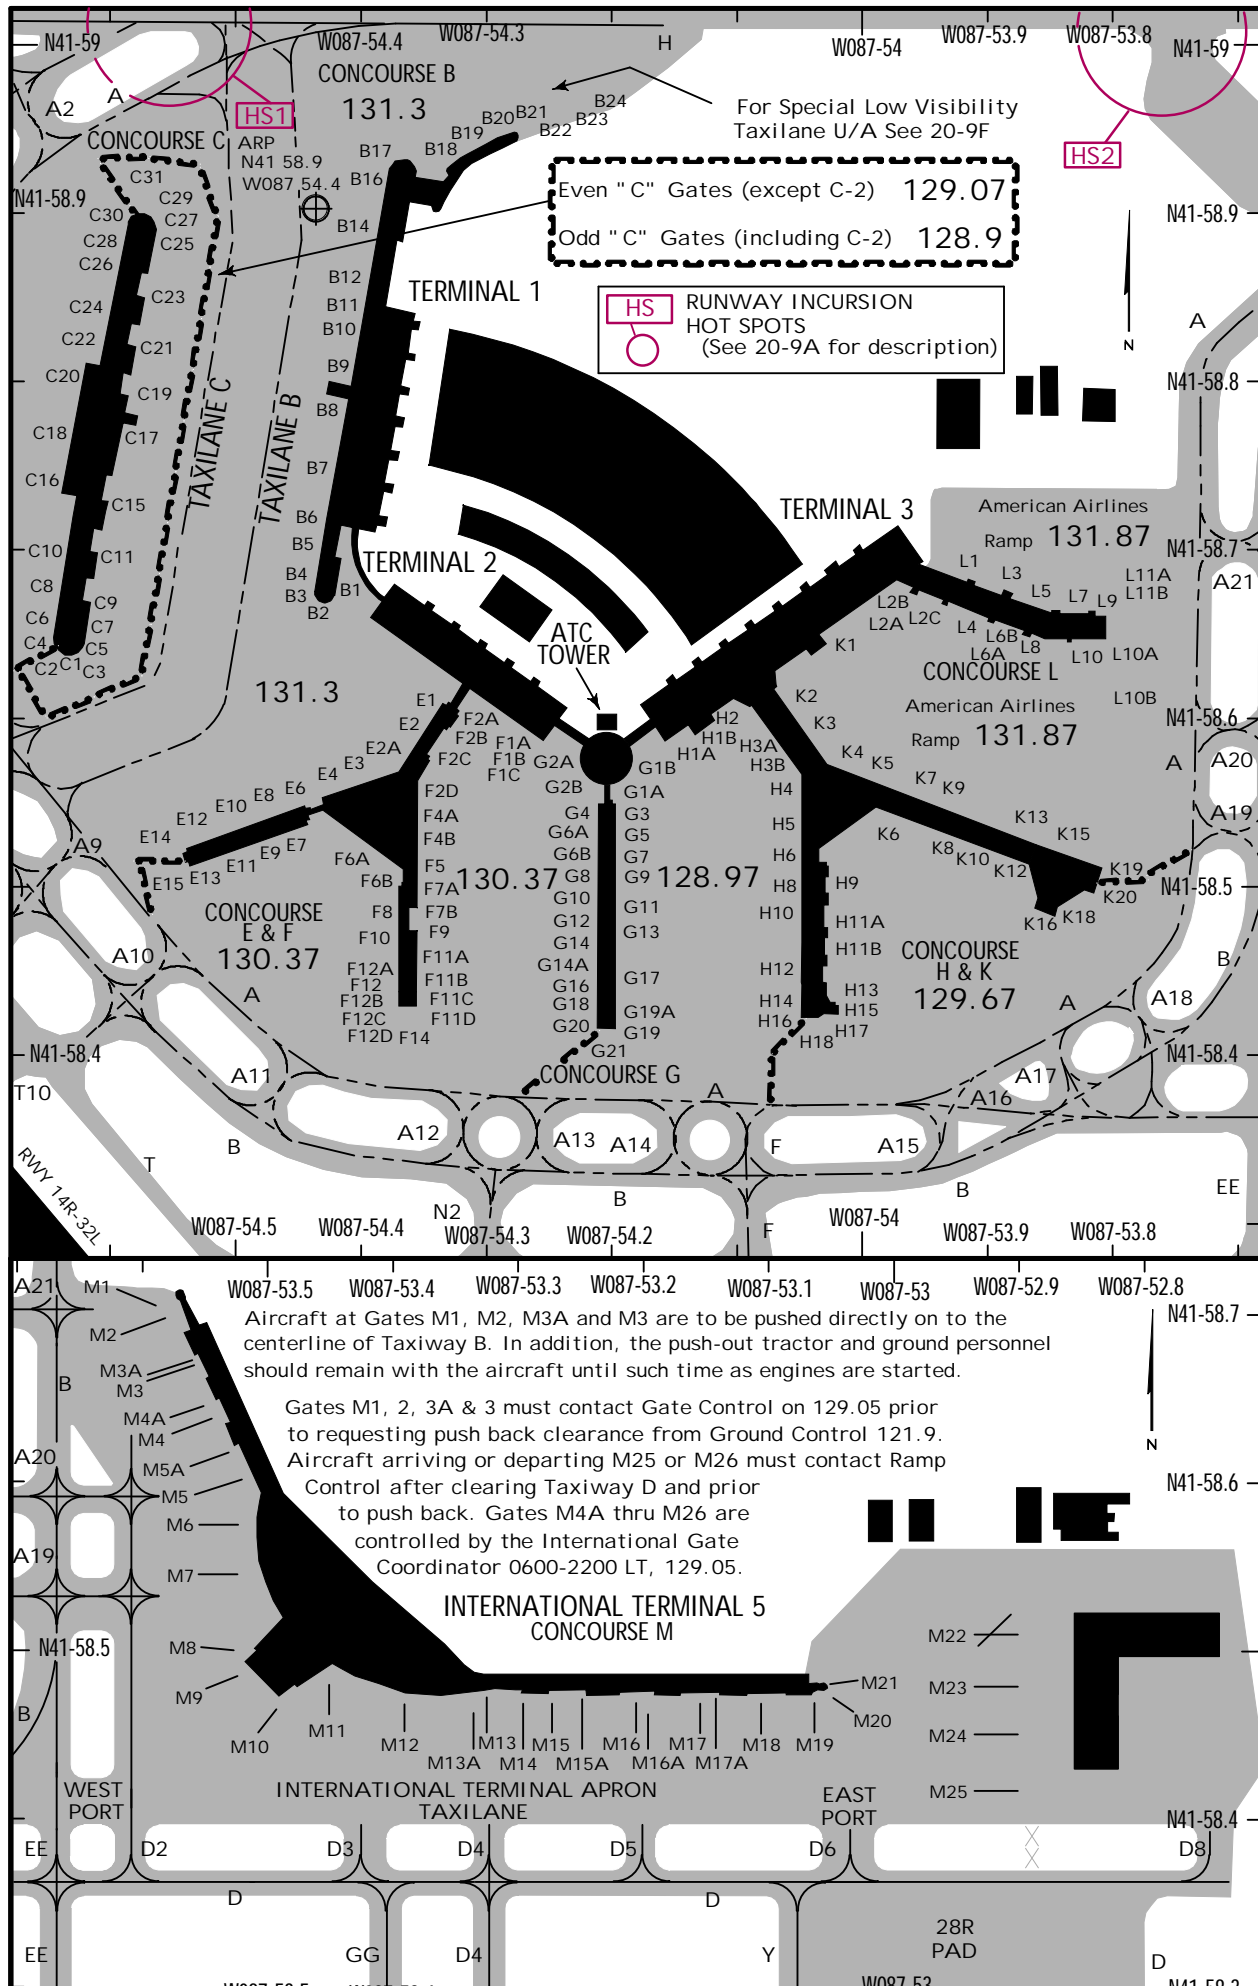 N41-59
W087-54.4
W087-54.3
H
W087-54
W087-53.9
W087-53.8
N41-59
CONCOURSE B
131.3
A2
A
HS1
ARP
N41 58.9
W087 54.4
CONCOURSE C
For Special Low Visibility
Taxilane U/A See 20-9F
HS2
Even "C" Gates (except C-2) 129.07
Odd "C" Gates (including C-2) 128.9
HS
RUNWAY INCURSION
HOT SPOTS
(See 20-9A for description)
N
N41-58.9
N41-58.9
A
N41-58.8
B24
B23
B22
B21
B20
B19
B18
B17
B16
B14
B12
B11
B10
B9
B8
B7
B6
B5
B4
B3
B2
B1
C31
C29
C27
C25
C30
C28
C26
C24
C23
C22
C21
C20
C19
C18
C17
C16
C15
C10
C11
C8
C9
C6
C7
C4
C5
C2
C1
C3
TAXILANE C
TAXILANE B
TERMINAL 1
TERMINAL 2
TERMINAL 3
ATC
TOWER
American Airlines
Ramp 131.87
N41-58.7
A21
L1
L3
L5
L7
L9
L11A
L11B
L2B
L2A
L2C
L4
L6B
L6A
L8
L10
L10A
L10B
CONCOURSE L
American Airlines
Ramp 131.87
N41-58.6
A
A20
A19
131.3
E1
E2
E2A
E3
E4
E6
E8
E10
E12
E14
E15
E13
E11
E9
E7
F2A
F2B
F2C
F1A
F1B
F1C
F2D
F4A
F4B
F5
F6A
F6B
F7A
F7B
F8
F9
F10
F11A
F11B
F11C
F11D
F12A
F12
F12B
F12C
F12D
F14
G2A
G2B
G1B
G1A
G4
G3
G6A
G5
G6B
G7
G8
G9
G10
G11
G12
G13
G14
G14A
G17
G16
G18
G19A
G20
G19
G21
H2
H1B
H1A
H3A
H3B
H4
H5
H6
H8
H9
H10
H11A
H11B
H12
H13
H14
H15
H16
H17
H18
K1
K2
K3
K4
K5
K7
K9
K6
K8
K10
K12
K13
K15
K16
K18
K19
K20
N41-58.5
130.37
128.97
CONCOURSE
E & F
130.37
CONCOURSE
H & K
129.67
CONCOURSE G
A9
A10
A
A11
N41-58.4
T10
A12
A13
A14
A
A15
A16
A17
A
A18
B
N41-58.4
RWY 14R-32L
T
B
N2
B
F
F
B
EE
W087-54.5
W087-54.4
W087-54.3
W087-54.2
W087-54
W087-53.9
W087-53.8
A21
M1
W087-53.5
W087-53.4
W087-53.3
W087-53.2
W087-53.1
W087-53
W087-52.9
W087-52.8
N41-58.7
Aircraft at Gates M1, M2, M3A and M3 are to be pushed directly on to the
centerline of Taxiway B. In addition, the push-out tractor and ground personnel
should remain with the aircraft until such time as engines are started.
Gates M1, 2, 3A & 3 must contact Gate Control on 129.05 prior
to requesting push back clearance from Ground Control 121.9.
Aircraft arriving or departing M25 or M26 must contact Ramp
Control after clearing Taxiway D and prior
to push back. Gates M4A thru M26 are
controlled by the International Gate
Coordinator 0600-2200 LT, 129.05.
N
N41-58.6
M2
M3A
M3
B
M4A
M4
A20
M5A
M5
M6
A19
M7
INTERNATIONAL TERMINAL 5
CONCOURSE M
N41-58.5
M8
M9
B
M10
M11
M12
M13A
M13
M14
M15
M15A
M16
M16A
M17
M17A
M18
M19
M20
M21
M22
M23
M24
M25
WEST
PORT
INTERNATIONAL TERMINAL APRON
TAXILANE
EAST
PORT
N41-58.4
EE
D2
D3
D4
D5
D6
D8
D
D
EE
GG
D4
Y
28R
PAD
D
W087-53